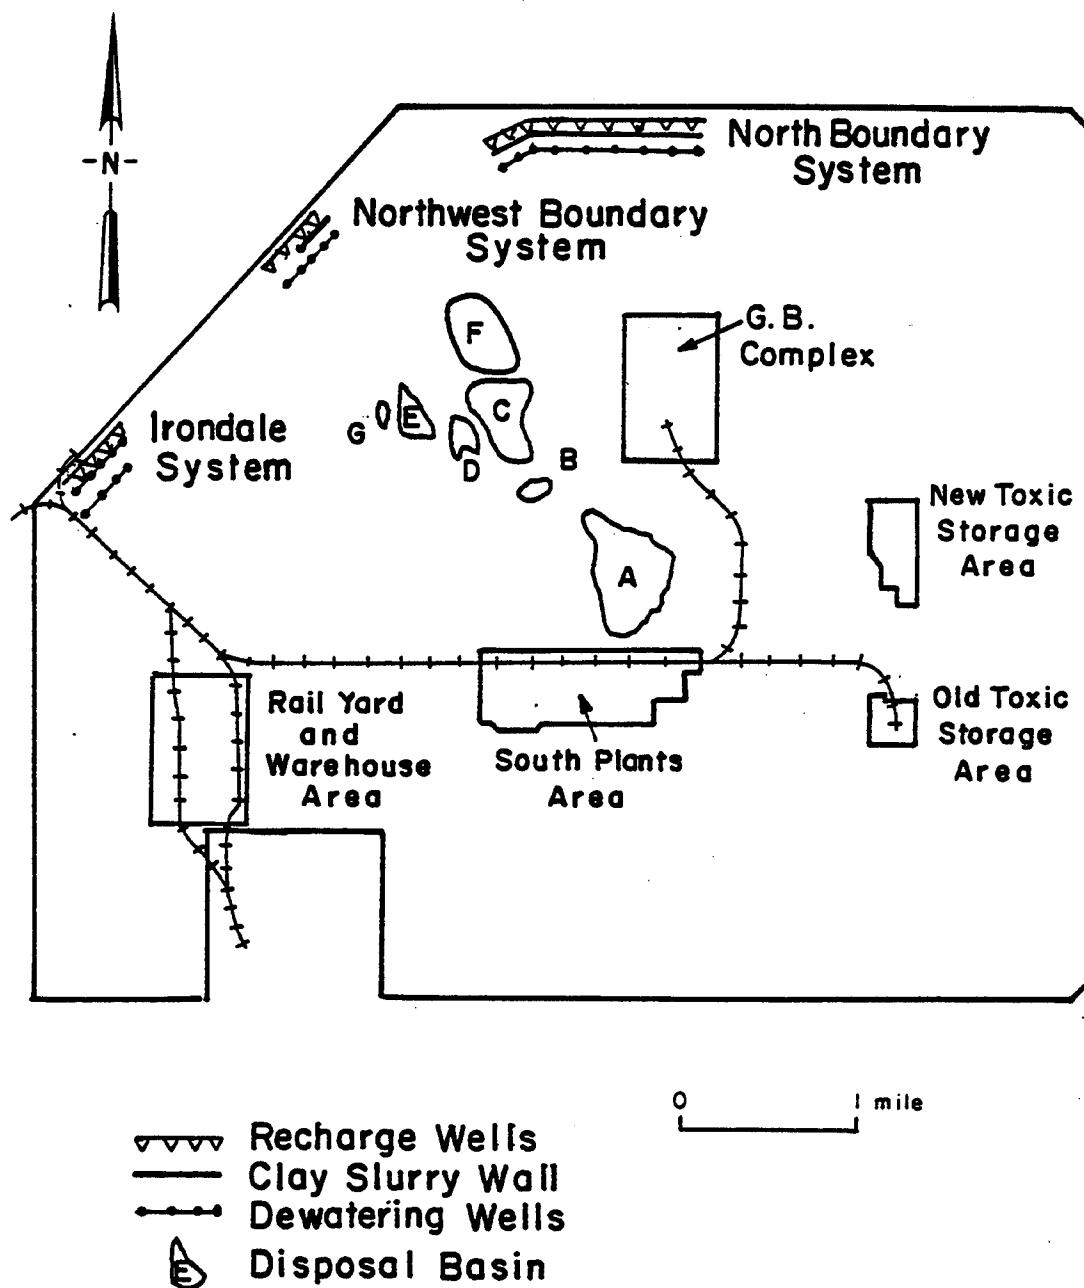 -N-
North Boundary
System
Northwest Boundary
System
G.B.
Complex
F
C
E
G
D
B
Irondale
System
New Toxic
Storage
Area
A
Rail Yard
and
Warehouse
Area
South Plants
Area
Old Toxic
Storage
Area
0 1 mile
Recharge Wells
Clay Slurry Wall
Dewatering Wells
E Disposal Basin